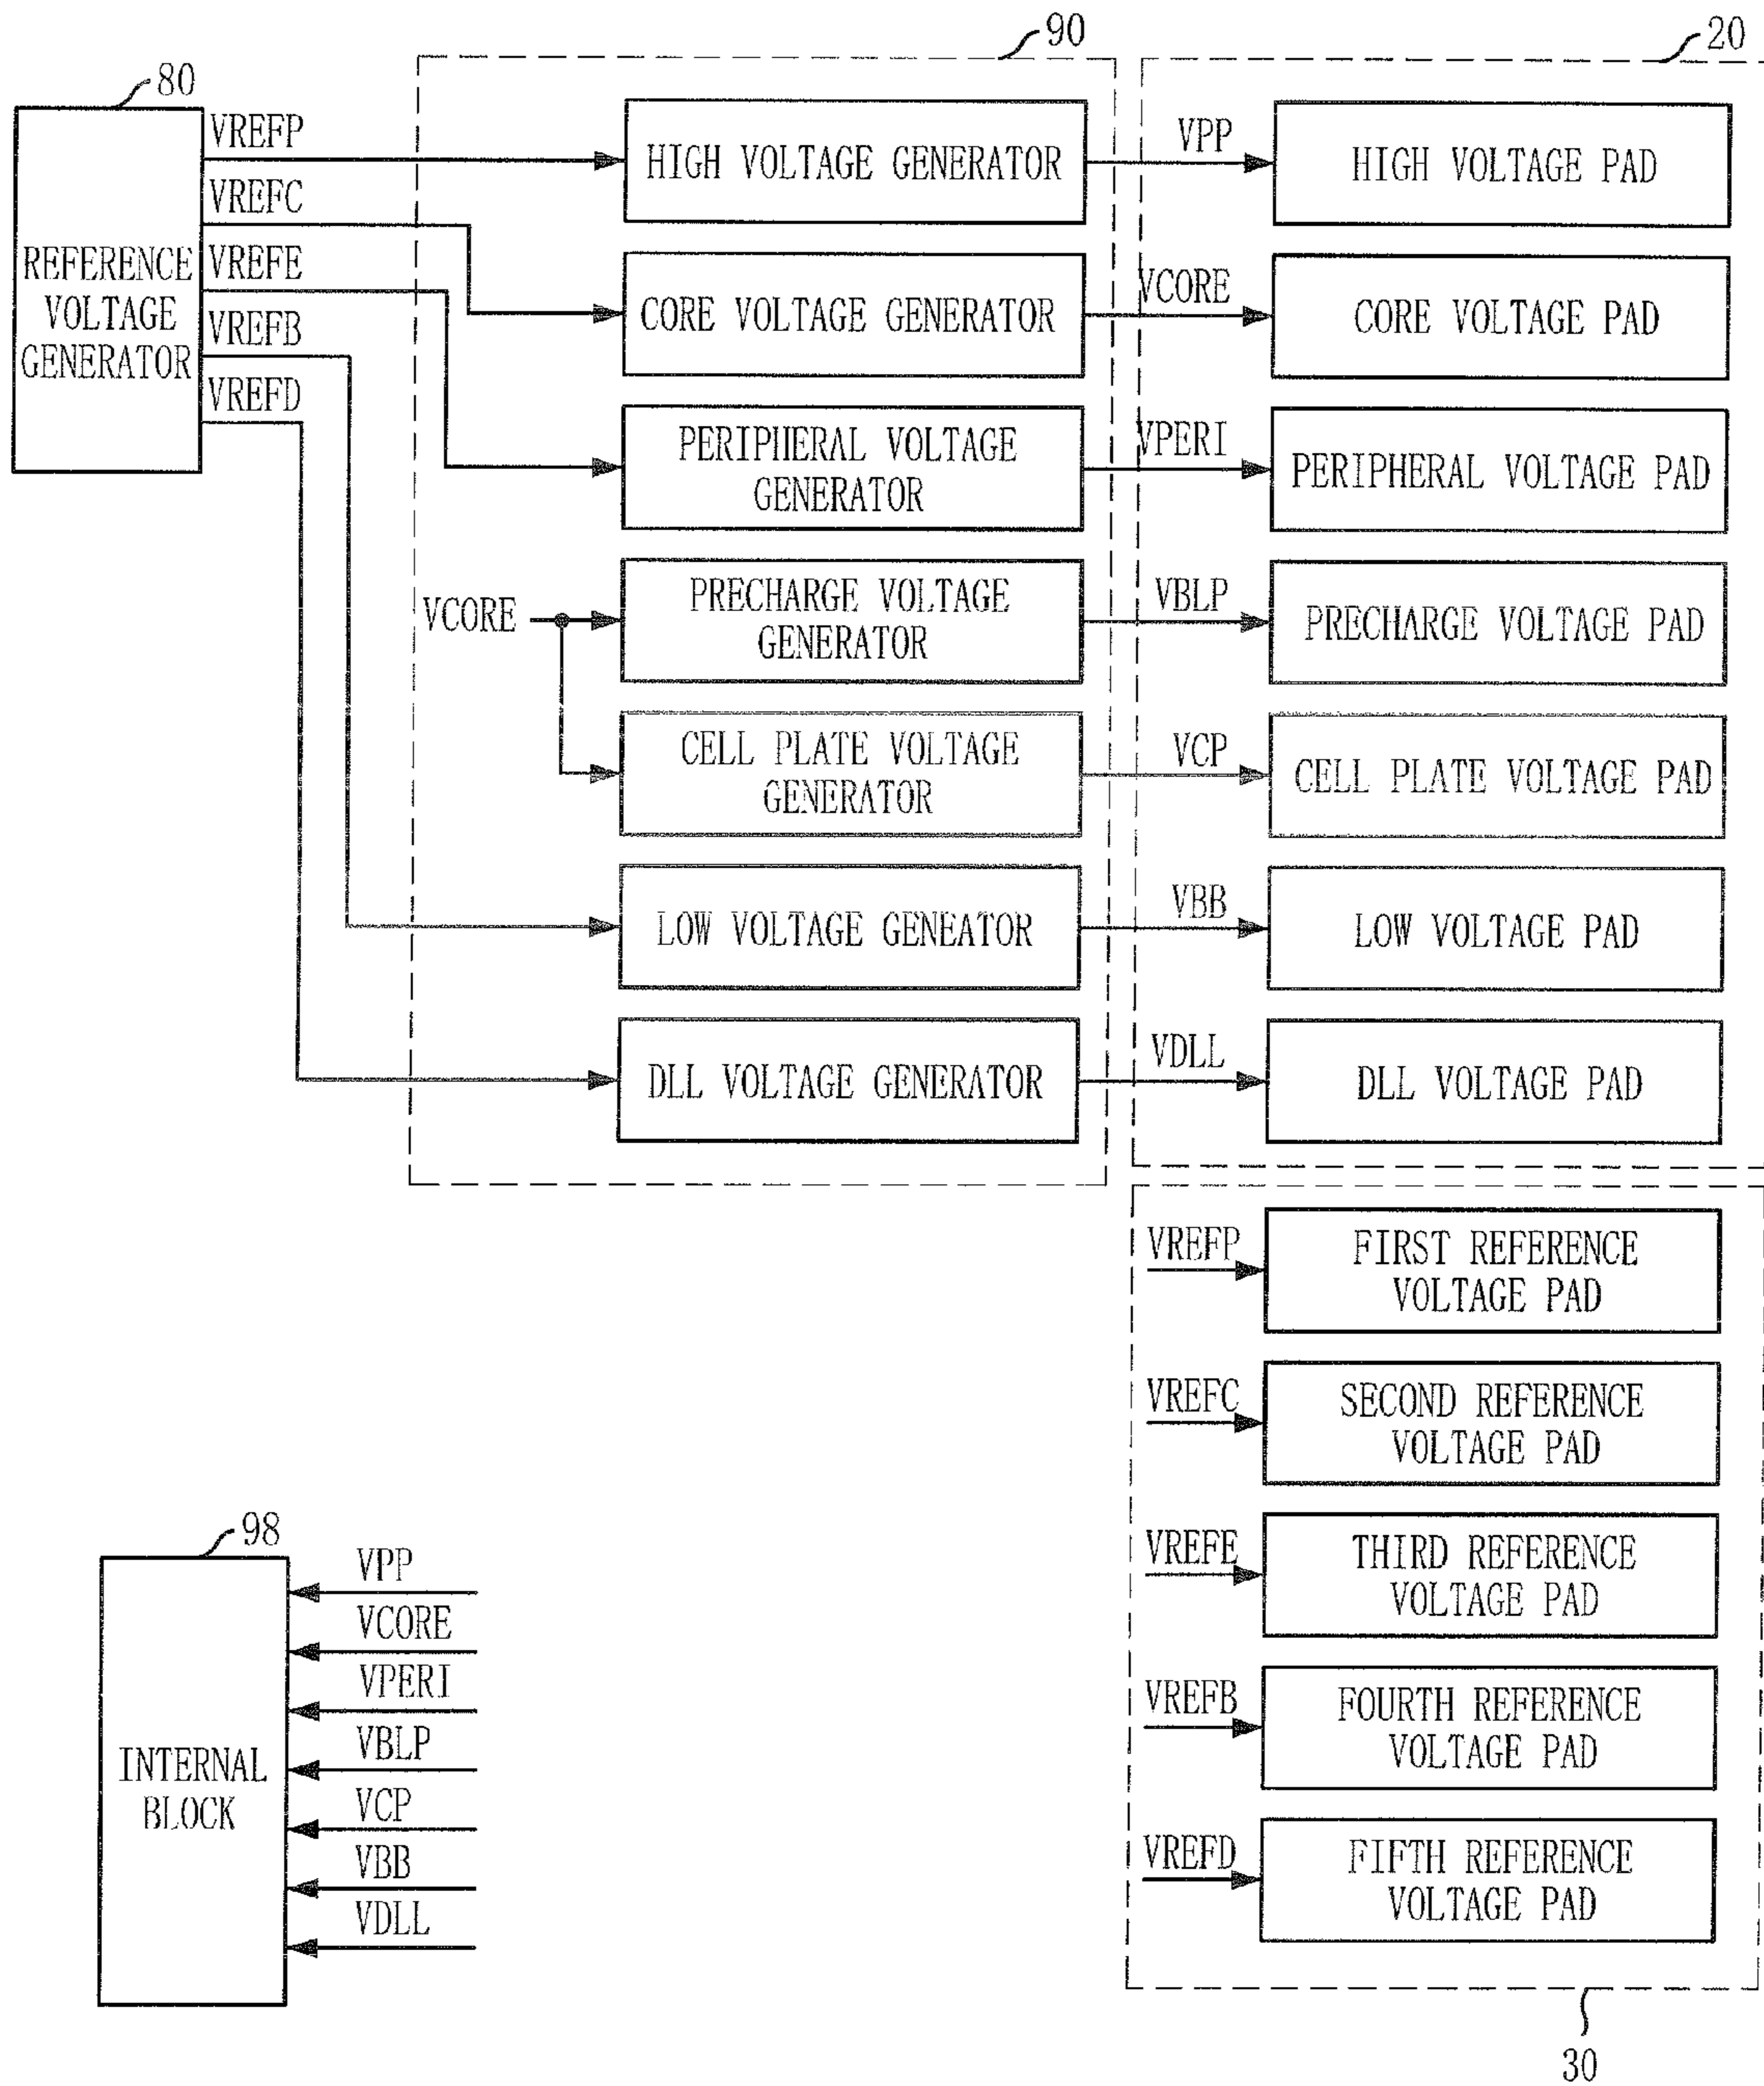 90
20
80
VREFP
VREFC
VREFE
VREFB
VREFD
REFERENCE
VOLTAGE
GENERATOR
HIGH VOLTAGE GENERATOR
VPP
HIGH VOLTAGE PAD
CORE VOLTAGE GENERATOR
VCORE
CORE VOLTAGE PAD
PERIPHERAL VOLTAGE
GENERATOR
VPERI
PERIPHERAL VOLTAGE PAD
VCORE
PRECHARGE VOLTAGE
GENERATOR
VBLP
PRECHARGE VOLTAGE PAD
CELL PLATE VOLTAGE
GENERATOR
VCP
CELL PLATE VOLTAGE PAD
LOW VOLTAGE GENEATOR
VBB
LOW VOLTAGE PAD
DLL VOLTAGE GENERATOR
VDLL
DLL VOLTAGE PAD
VREFP
FIRST REFERENCE
VOLTAGE PAD
VREFC
SECOND REFERENCE
VOLTAGE PAD
VREFE
THIRD REFERENCE
VOLTAGE PAD
VREFB
FOURTH REFERENCE
VOLTAGE PAD
VREFD
FIFTH REFERENCE
VOLTAGE PAD
30
98
INTERNAL
BLOCK
VPP
VCORE
VPERI
VBLP
VCP
VBB
VDLL